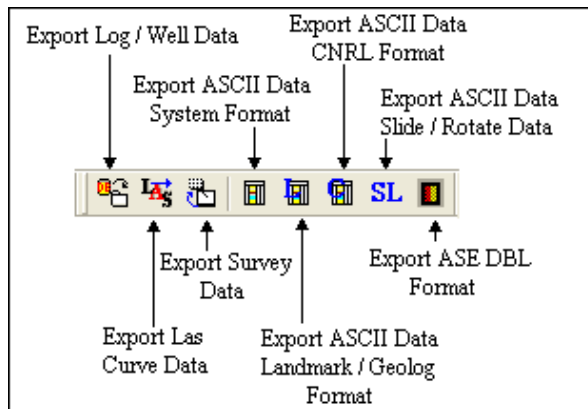 Export Log / Well Data
Export ASCII Data
CNRL Format
Export ASCII Data
System Format
Export ASCII Data
Slide / Rotate Data
DB
LAS
L
C
SL
Export Survey
Data
Export ASE DBL
Format
Export Las
Curve Data
Export ASCII Data
Landmark / Geolog
Format